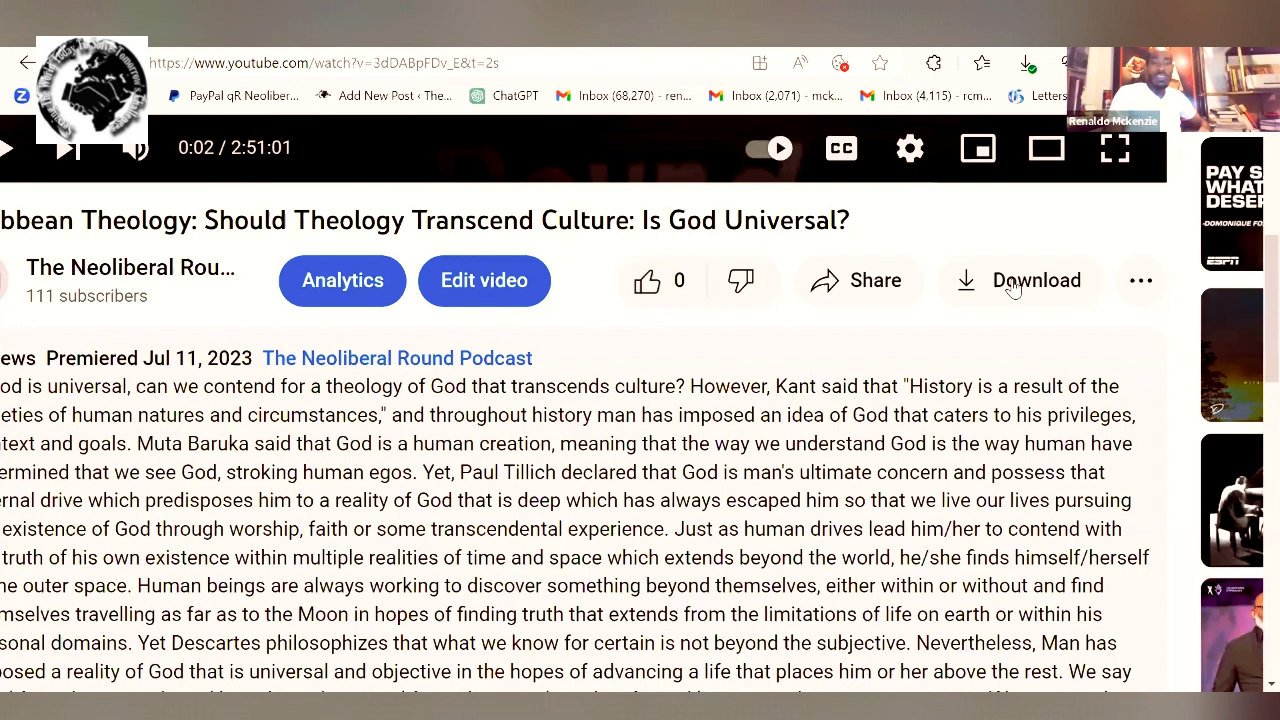 Saving the World Today To Save Tomorrow's
https://www.youtube.com/watch?v=3dDABpFDv_E&t=2s
PayPal qR Neoliber... Add New Post ‹ The... ChatGPT Inbox (68,270) - ren... Inbox (2,071) - mck... Inbox (4,115) - rcm... Letters
Renaldo Mckenzie
0:02 / 2:51:01
CC
bbean Theology: Should Theology Transcend Culture: Is God Universal?
The Neoliberal Rou...
111 subscribers
Analytics
Edit video
0
Share
Download
PAY S
WHAT
DESER
-DOMONIQUE FO
ESPN
ews Premiered Jul 11, 2023 The Neoliberal Round Podcast
od is universal, can we contend for a theology of God that transcends culture? However, Kant said that "History is a result of the
ieties of human natures and circumstances," and throughout history man has imposed an idea of God that caters to his privileges,
text and goals. Muta Baruka said that God is a human creation, meaning that the way we understand God is the way human have
ermined that we see God, stroking human egos. Yet, Paul Tillich declared that God is man's ultimate concern and possess that
ernal drive which predisposes him to a reality of God that is deep which has always escaped him so that we live our lives pursuing
existence of God through worship, faith or some transcendental experience. Just as human drives lead him/her to contend with
truth of his own existence within multiple realities of time and space which extends beyond the world, he/she finds himself/herself
he outer space. Human beings are always working to discover something beyond themselves, either within or without and find
mselves travelling as far as to the Moon in hopes of finding truth that extends from the limitations of life on earth or within his
sonal domains. Yet Descartes philosophizes that what we know for certain is not beyond the subjective. Nevertheless, Man has
posed a reality of God that is universal and objective in the hopes of advancing a life that places him or her above the rest. We say